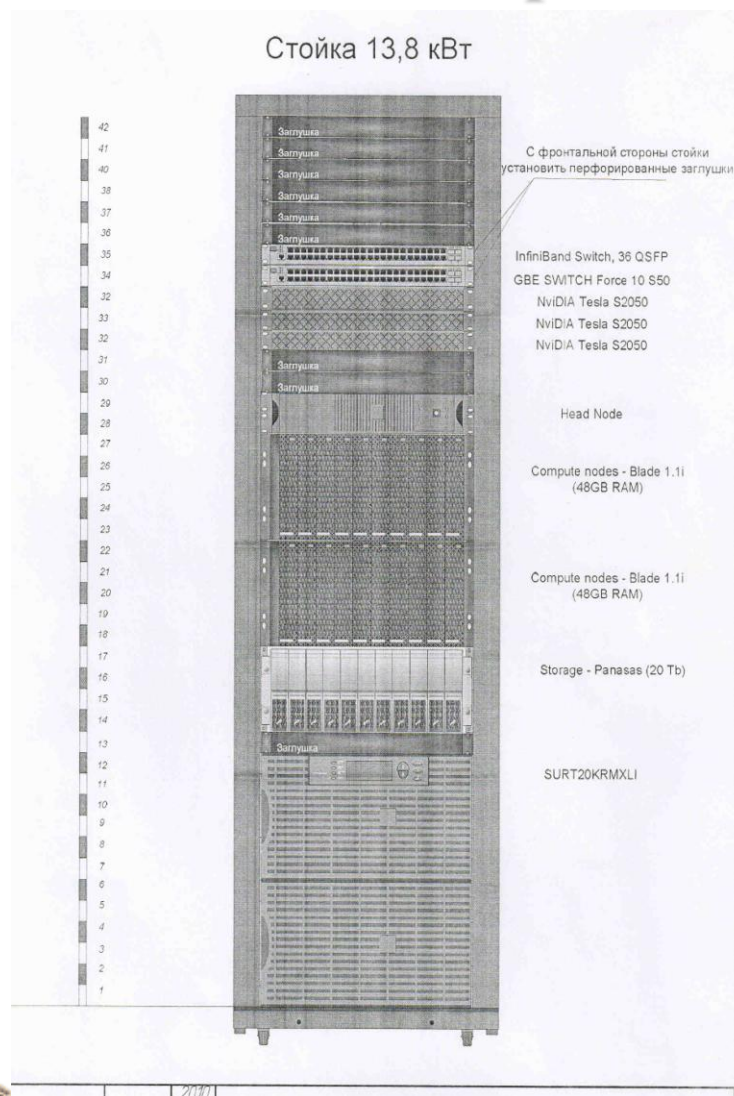 Стойка 13,8 кВт
42
Заглушка
41
Заглушка
С фронтальной стороны стойки
установить перфорированные заглушки
40
Заглушка
38
Заглушка
37
Заглушка
36
Заглушка
35
InfiniBand Switch, 36 QSFP
34
GBE SWITCH Force 10 S50
32
NviDIA Tesla S2050
33
NviDIA Tesla S2050
32
NviDIA Tesla S2050
31
Заглушка
30
Заглушка
29
28
Head Node
27
26
Compute nodes - Blade 1.1i
(48GB RAM)
25
24
23
22
21
Compute nodes - Blade 1.1i
(48GB RAM)
20
19
18
17
16
Storage - Panasas (20 Tb)
15
14
13
Заглушка
12
SURT20KRMXLI
11
10
9
8
7
6
5
4
3
2
1
2010